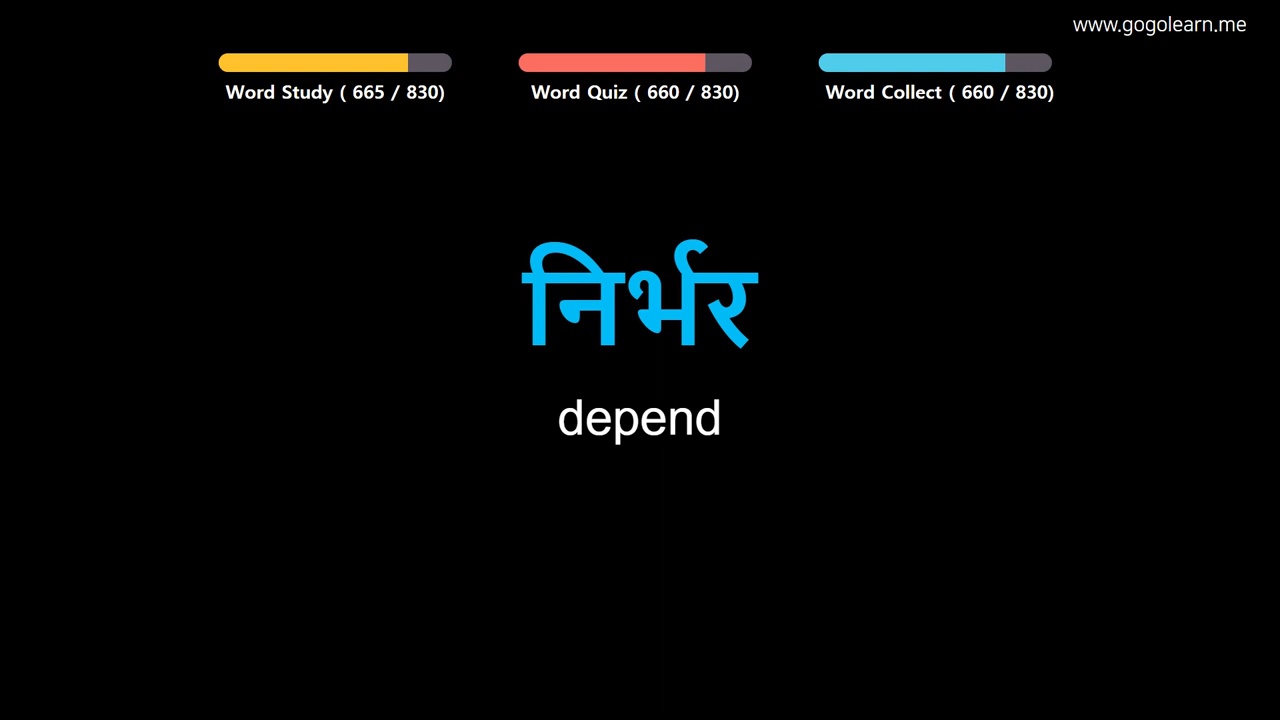 www.gogolearn.me
Word Study ( 665 / 830)
Word Quiz ( 660 / 830)
Word Collect ( 660 / 830)
निर्भर
depend